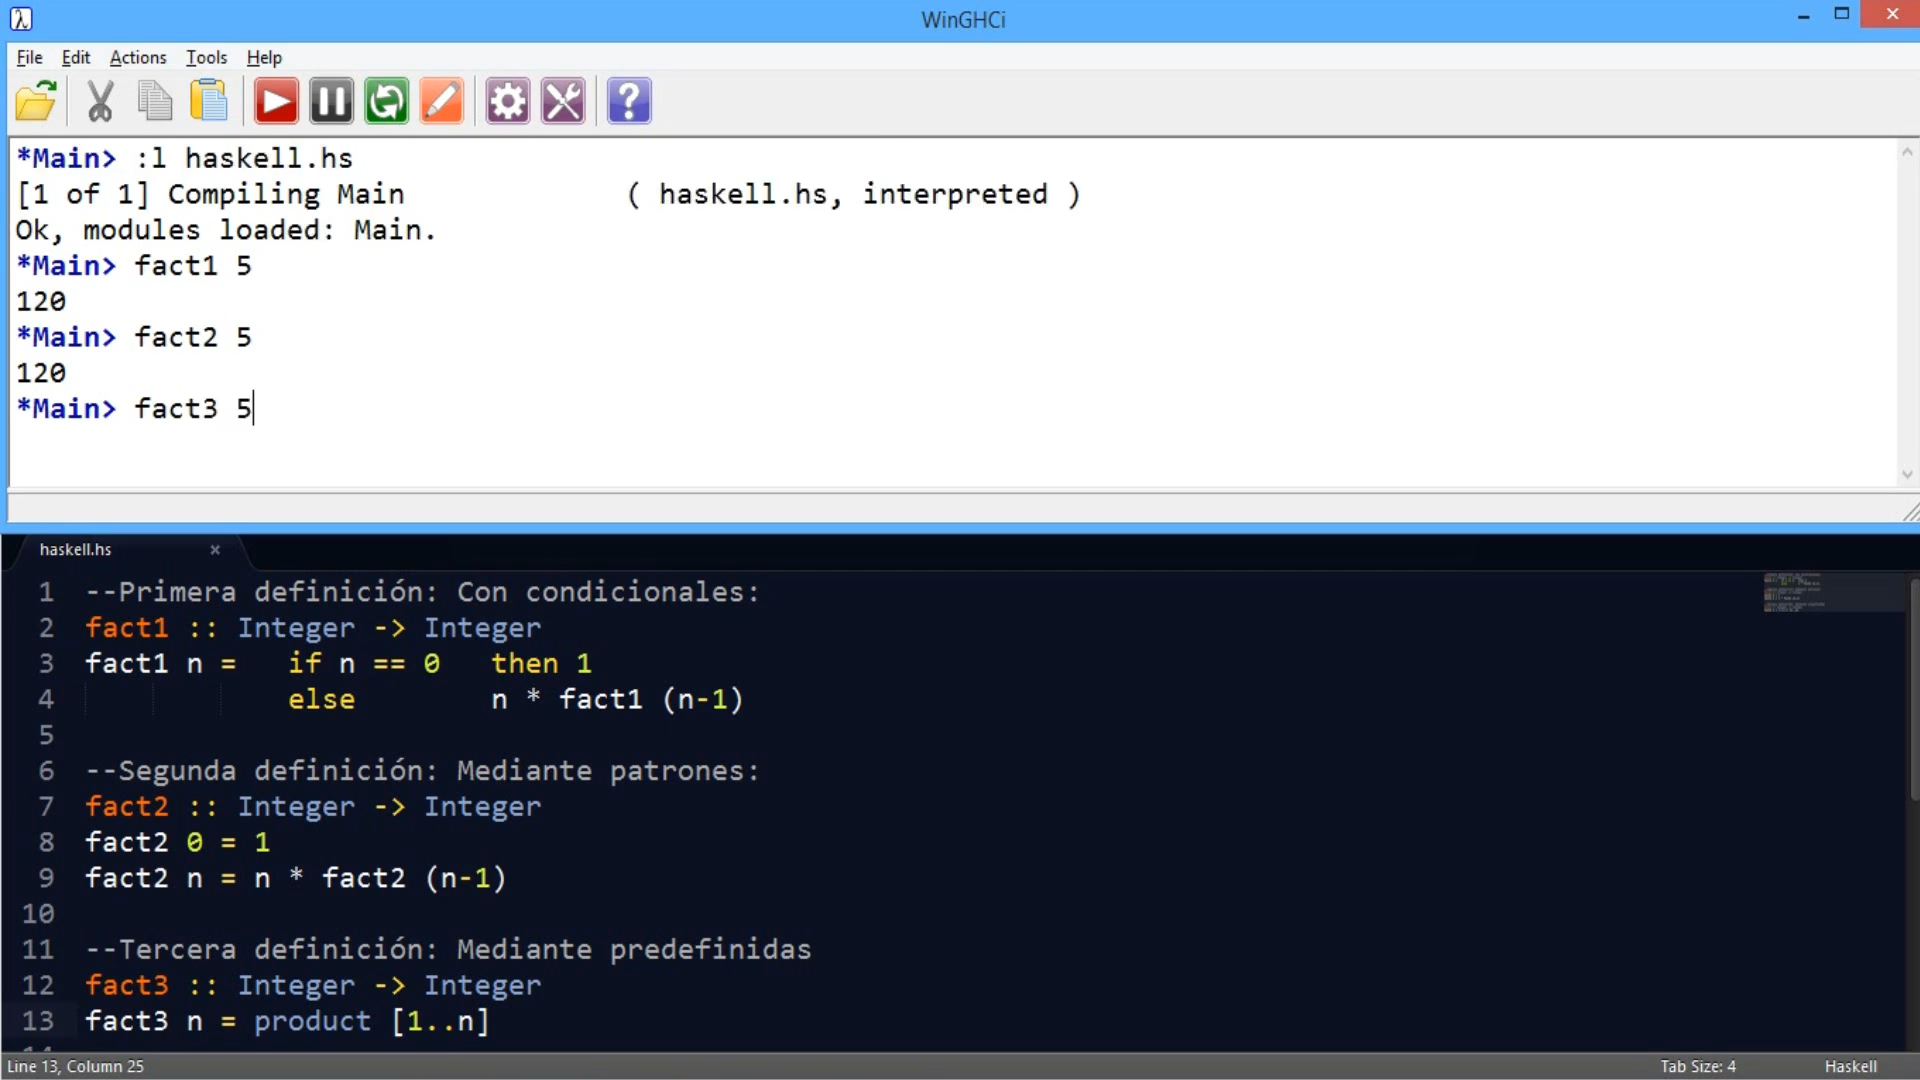 WinGHCi
File Edit Actions Tools Help
*Main> :l haskell.hs
[1 of 1] Compiling Main             ( haskell.hs, interpreted )
Ok, modules loaded: Main.
*Main> fact1 5
120
*Main> fact2 5
120
*Main> fact3 5
haskell.hs
1 --Primera definición: Con condicionales:
2 fact1 :: Integer -> Integer
3 fact1 n =   if n == 0   then 1
4             else        n * fact1 (n-1)
5
6 --Segunda definición: Mediante patrones:
7 fact2 :: Integer -> Integer
8 fact2 0 = 1
9 fact2 n = n * fact2 (n-1)
10
11 --Tercera definición: Mediante predefinidas
12 fact3 :: Integer -> Integer
13 fact3 n = product [1..n]
Line 13, Column 25 Tab Size: 4 Haskell